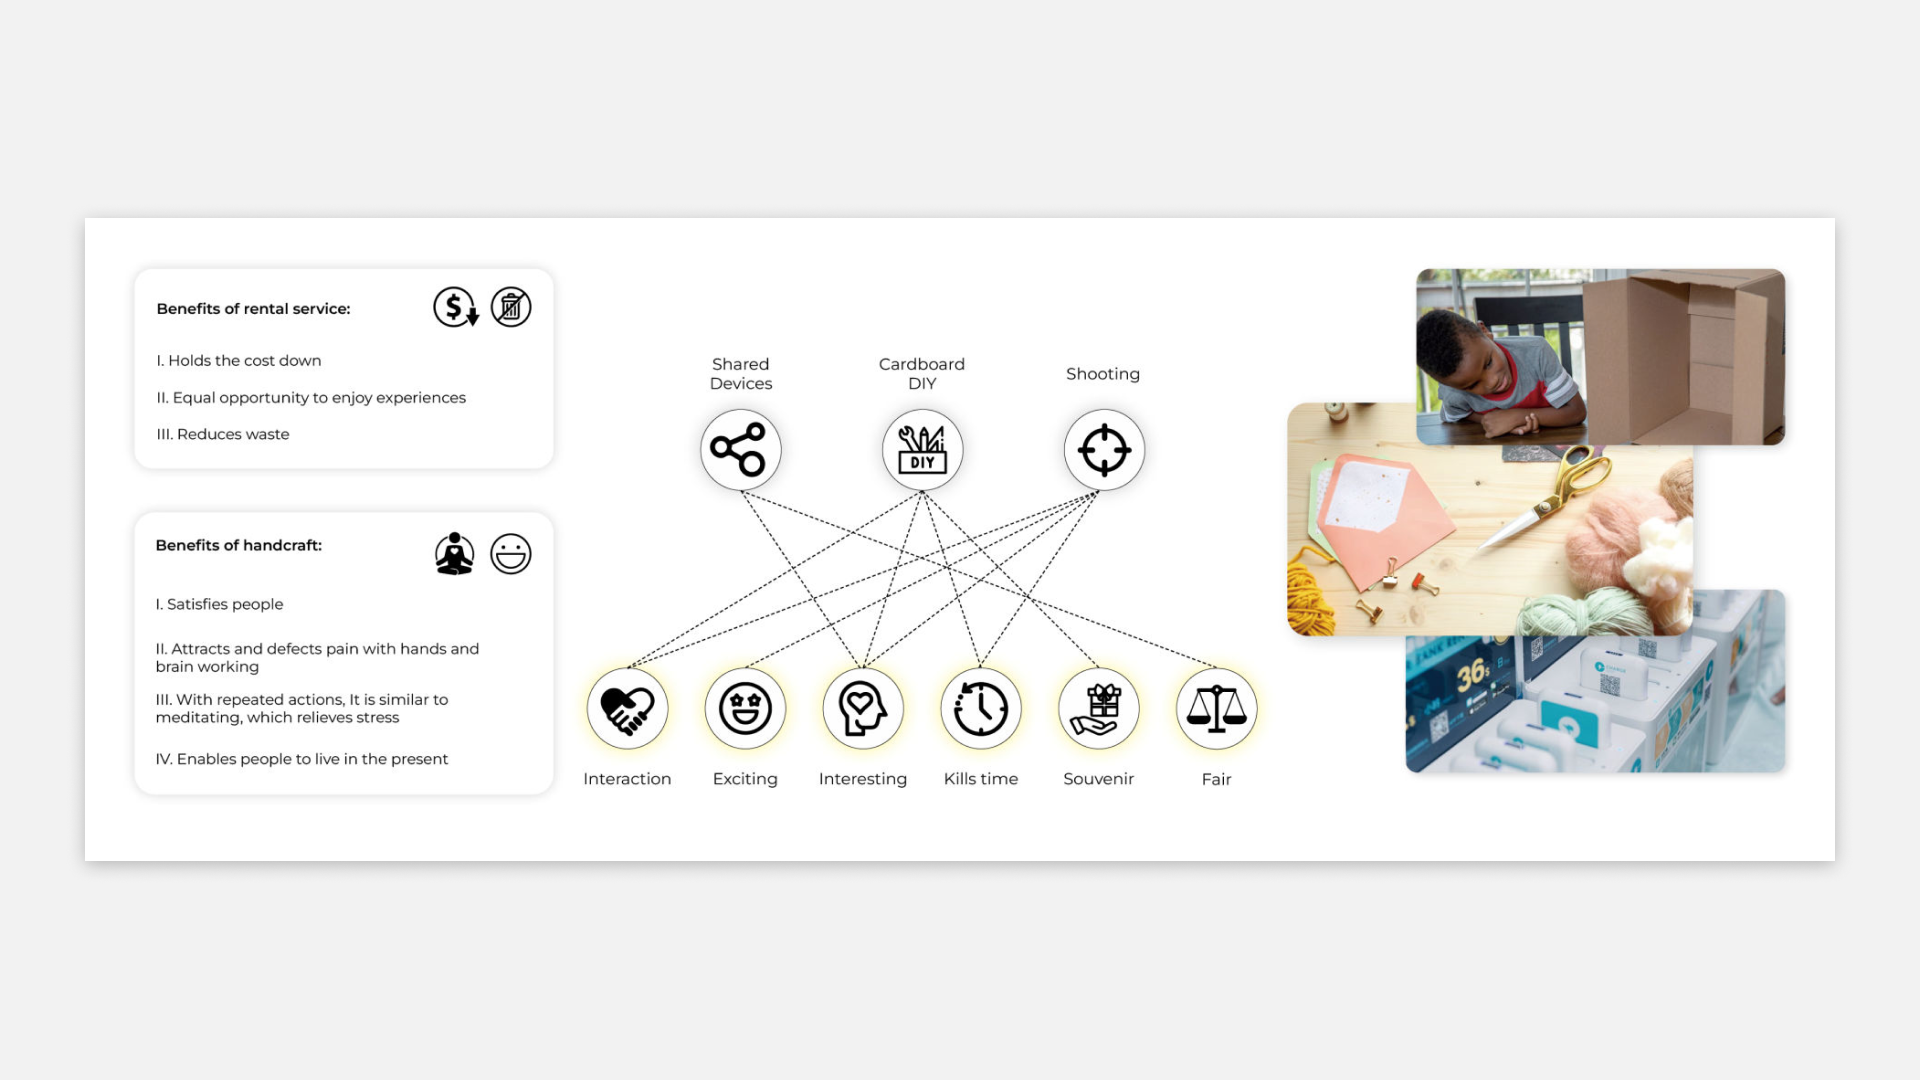 Benefits of rental service:
I. Holds the cost down
II. Equal opportunity to enjoy experiences
III. Reduces waste
Benefits of handcraft:
I. Satisfies people
II. Attracts and defects pain with hands and
brain working
III. With repeated actions, It is similar to
meditating, which relieves stress
IV. Enables people to live in the present
Shared
Devices
Cardboard
DIY
Shooting
DIY
Interaction
Exciting
Interesting
Kills time
Souvenir
Fair
36